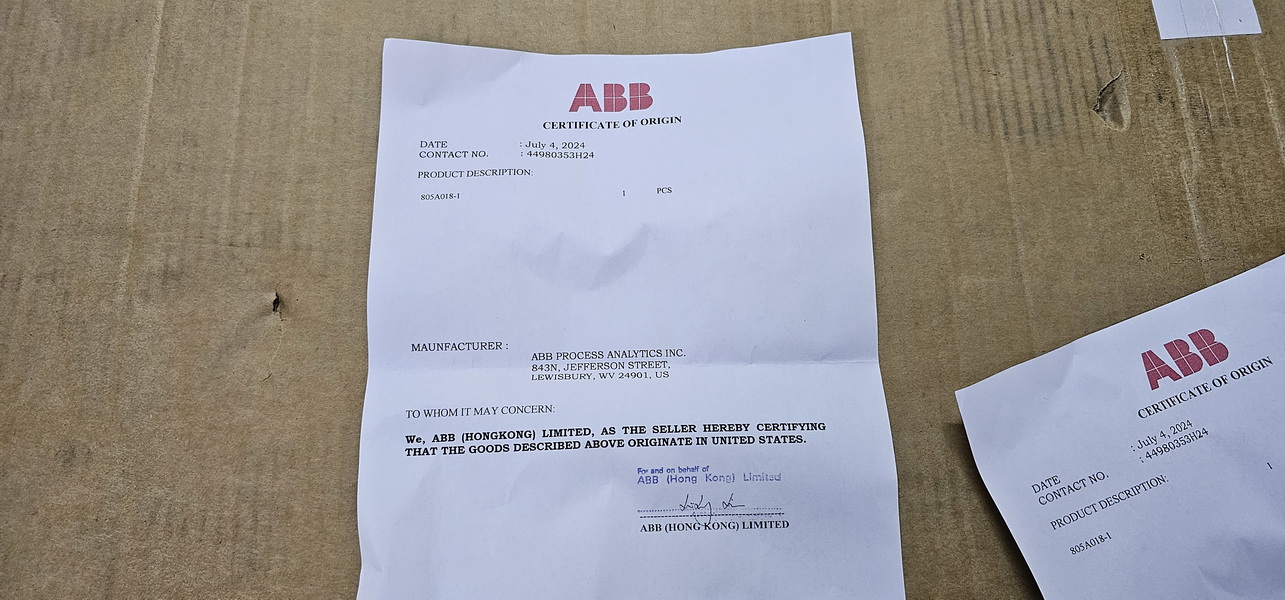 ABB
CERTIFICATE OF ORIGIN
DATE : July 4, 2024
CONTACT NO. : 44980353H24
PRODUCT DESCRIPTION:
805A018-1 1 PCS
MAUNFACTURER :
ABB PROCESS ANALYTICS INC.
843N, JEFFERSON STREET,
LEWISBURY, WV 24901, US
TO WHOM IT MAY CONCERN:
We, ABB (HONGKONG) LIMITED, AS THE SELLER HEREBY CERTIFYING
THAT THE GOODS DESCRIBED ABOVE ORIGINATE IN UNITED STATES.
For and on behalf of
ABB (Hong Kong) Limited
ABB (HONG KONG) LIMITED
ABB
CERTIFICATE OF ORIGIN
DATE : July 4, 2024
CONTACT NO. : 44980353H24
PRODUCT DESCRIPTION:
805A018-1 1